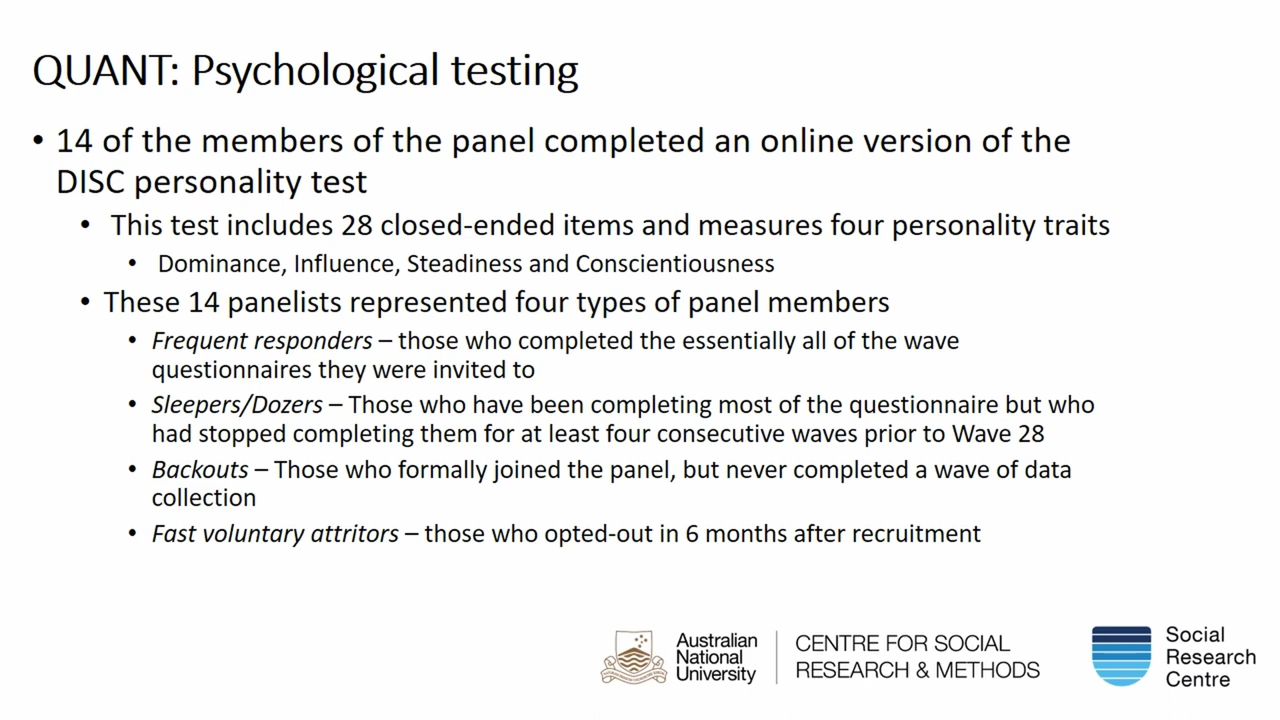 QUANT: Psychological testing
• 14 of the members of the panel completed an online version of the
DISC personality test
• This test includes 28 closed-ended items and measures four personality traits
• Dominance, Influence, Steadiness and Conscientiousness
• These 14 panelists represented four types of panel members
• Frequent responders – those who completed the essentially all of the wave
questionnaires they were invited to
• Sleepers/Dozers – Those who have been completing most of the questionnaire but who
had stopped completing them for at least four consecutive waves prior to Wave 28
• Backouts – Those who formally joined the panel, but never completed a wave of data
collection
• Fast voluntary attritors – those who opted-out in 6 months after recruitment
Australian
National
University
CENTRE FOR SOCIAL
RESEARCH & METHODS
Social
Research
Centre